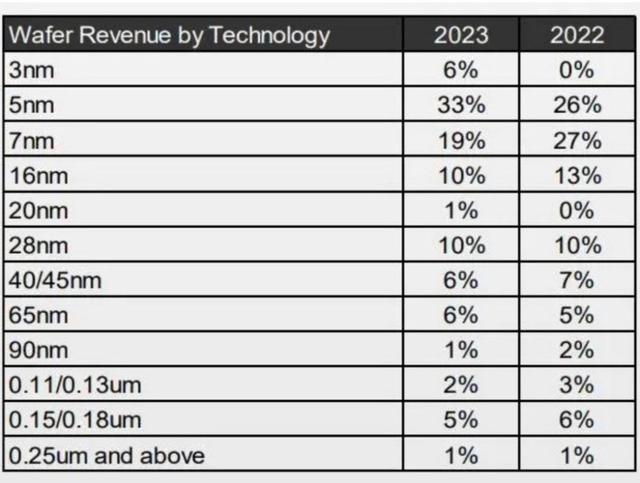 Wafer Revenue by Technology 2023 2022
3nm 6% 0%
5nm 33% 26%
7nm 19% 27%
16nm 10% 13%
20nm 1% 0%
28nm 10% 10%
40/45nm 6% 7%
65nm 6% 5%
90nm 1% 2%
0.11/0.13um 2% 3%
0.15/0.18um 5% 6%
0.25um and above 1% 1%